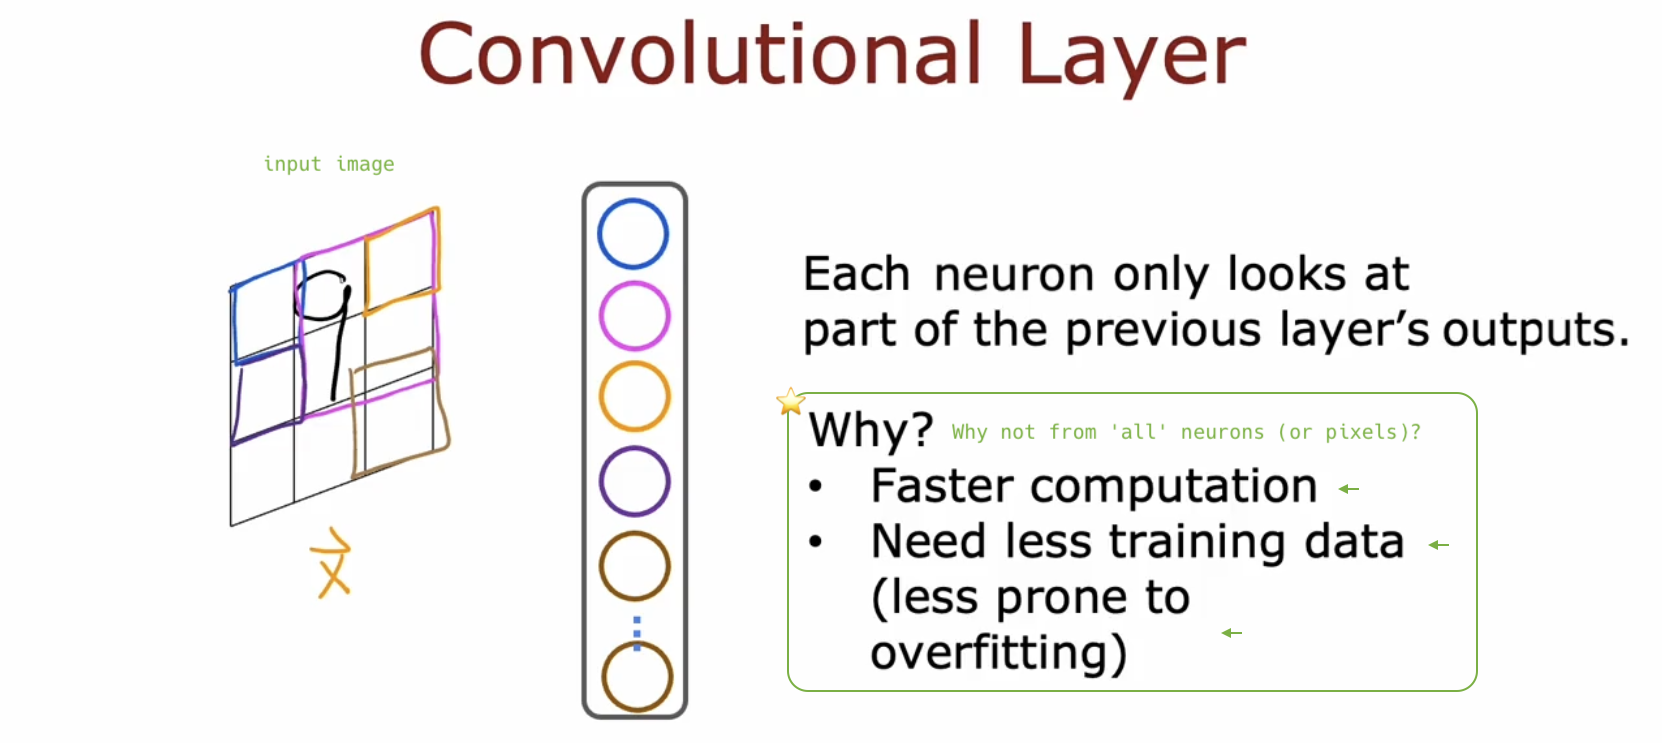 Convolutional Layer
input image
9
x⃗
Each neuron only looks at
part of the previous layer’s outputs.
Why? Why not from 'all' neurons (or pixels)?
• Faster computation ←
• Need less training data ←
(less prone to
overfitting) ←